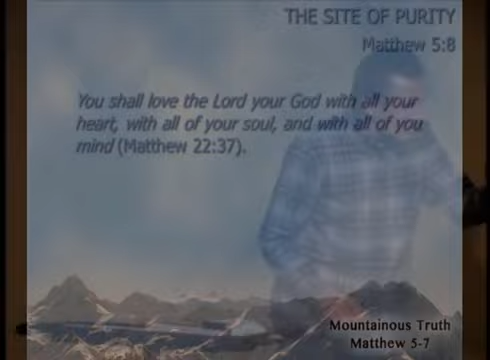 THE SITE OF PURITY
Matthew 5:8
You shall love the Lord your God with all your
heart, with all of your soul, and with all of you
mind (Matthew 22:37).
Mountainous Truth
Matthew 5-7